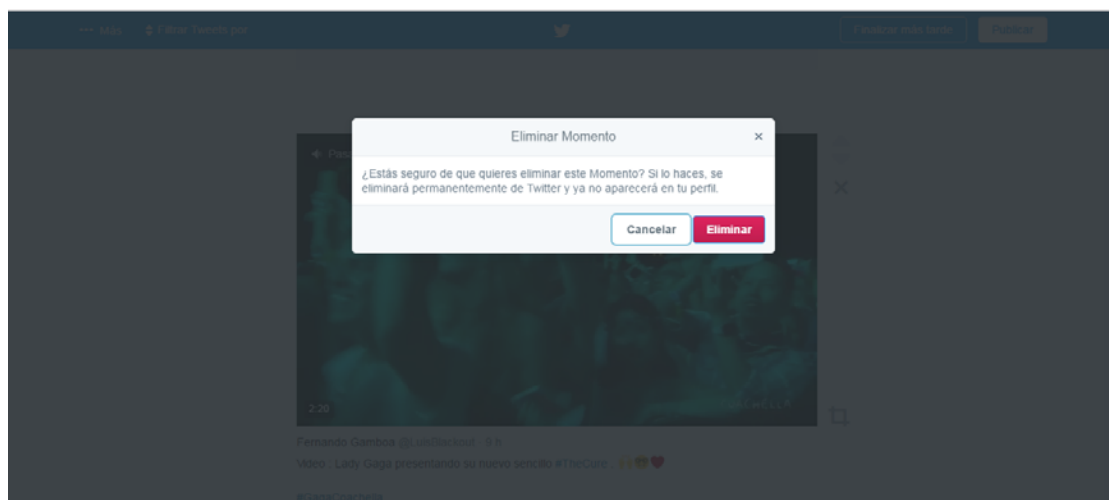 Más Filtrar Tweets por
Finalizar más tarde Publicar
Eliminar Momento
¿Estás seguro de que quieres eliminar este Momento? Si lo haces, se
eliminará permanentemente de Twitter y ya no aparecerá en tu perfil.
Cancelar Eliminar
2:20
Fernando Gamboa 9 h
Video : Lady Gaga presentando su nuevo sencillo #TheCure ,
#GagaCoachella